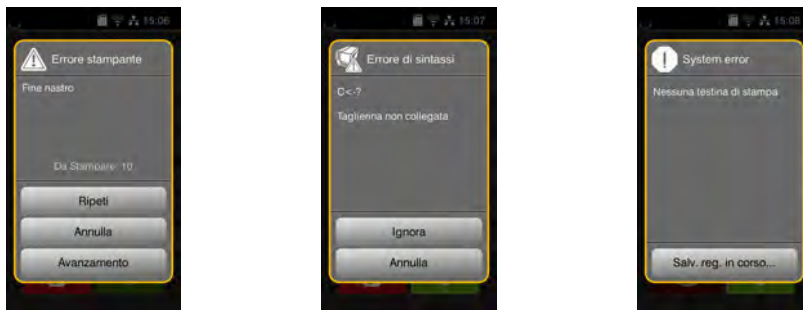 15:06
Errore stampante
Fine nastro
Da Stampare: 10
Ripeti
Annulla
Avanzamento
15:07
Errore di sintassi
C<-?
Taglierina non collegata
Ignora
Annulla
15:08
System error
Nessuna testina di stampa
Salv. reg. in corso...